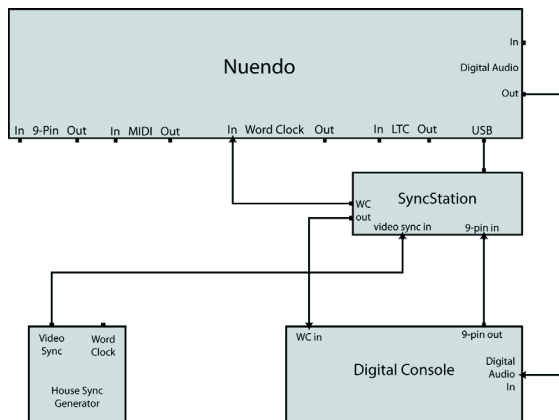 In
Nuendo
Digital Audio
Out
In 9-Pin Out In MIDI Out In Word Clock Out In LTC Out USB
SyncStation
WC
out
video sync in 9-pin in
Video
Sync
Word
Clock
House Sync
Generator
WC in 9-pin out
Digital Console
Digital
Audio
In